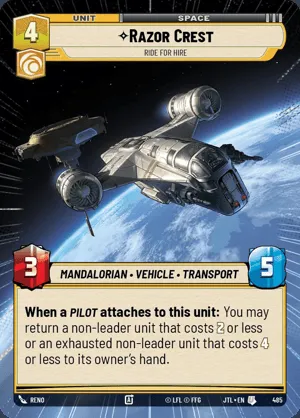 UNIT
SPACE
4
✧RAZOR CREST
RIDE FOR HIRE
3
5
MANDALORIAN • VEHICLE • TRANSPORT
When a PILOT attaches to this unit: You may
return a non-leader unit that costs 2 or less
or an exhausted non-leader unit that costs 4
or less to its owner's hand.
RENO
© LFL © FFG
JTL • EN
485